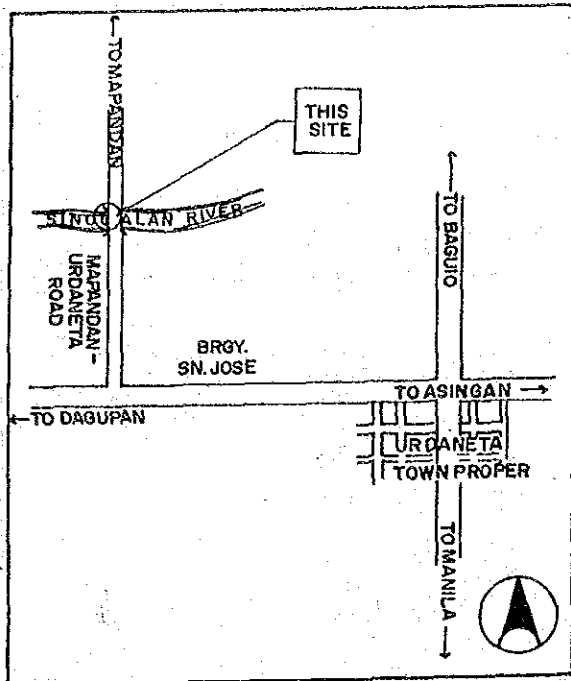 TO MAPANDAN
THIS
SITE
SINOCALAN RIVER
TO BAGUIO
MAPANDAN-
URDANETA
ROAD
BRGY.
SN. JOSE
TO ASINGAN
TO DAGUPAN
URDANETA
TOWN PROPER
TO MANILA